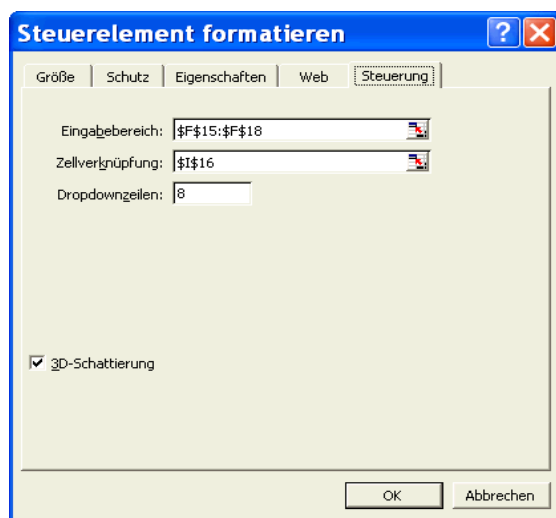 Steuerelement formatieren
Größe Schutz Eigenschaften Web Steuerung
Eingabebereich: $F$15:$F$18
Zellverknüpfung: $I$16
Dropdownzeilen: 8
3D-Schattierung
OK Abbrechen